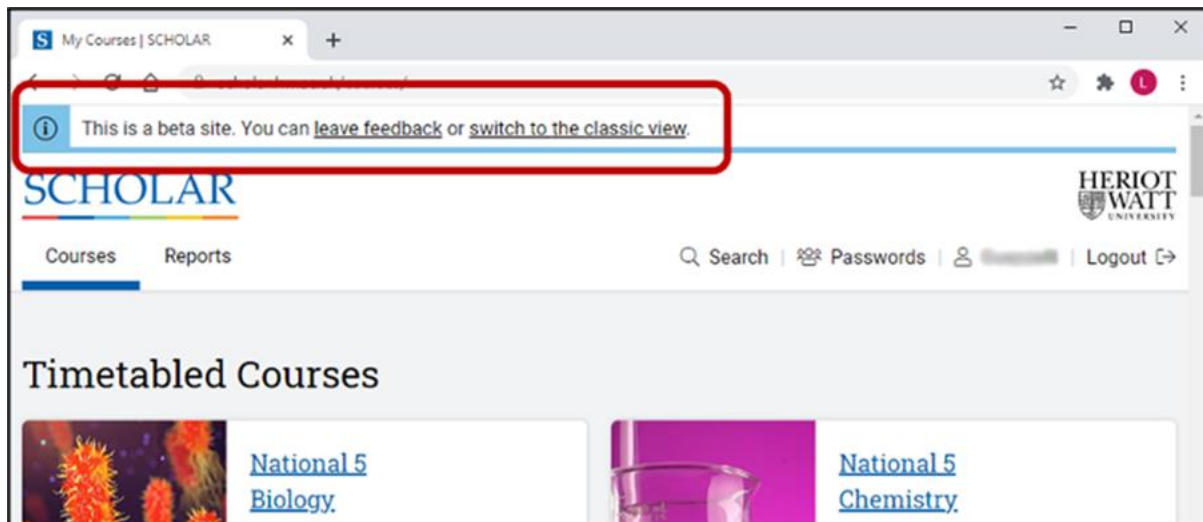 My Courses | SCHOLAR
L
This is a beta site. You can leave feedback or switch to the classic view.
SCHOLAR
HERIOT
WATT
UNIVERSITY
Courses Reports Search Passwords Logout
Timetabled Courses
National 5
Biology
National 5
Chemistry